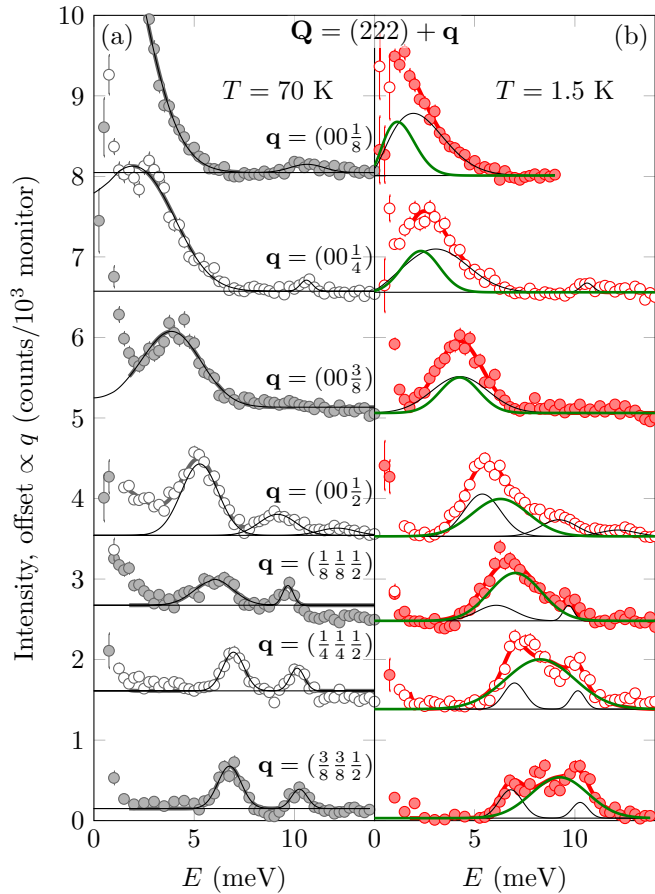 (a) Q = (222) + q (b)
T = 70 K T = 1.5 K
q = (00 1/8)
q = (00 1/4)
q = (00 3/8)
q = (00 1/2)
q = (1/8 1/8 1/2)
q = (1/4 1/4 1/2)
q = (3/8 3/8 1/2)
Intensity, offset ∝ q (counts/10³ monitor)
10
9
8
7
6
5
4
3
2
1
0
0 5 10 0 5 10
E (meV) E (meV)